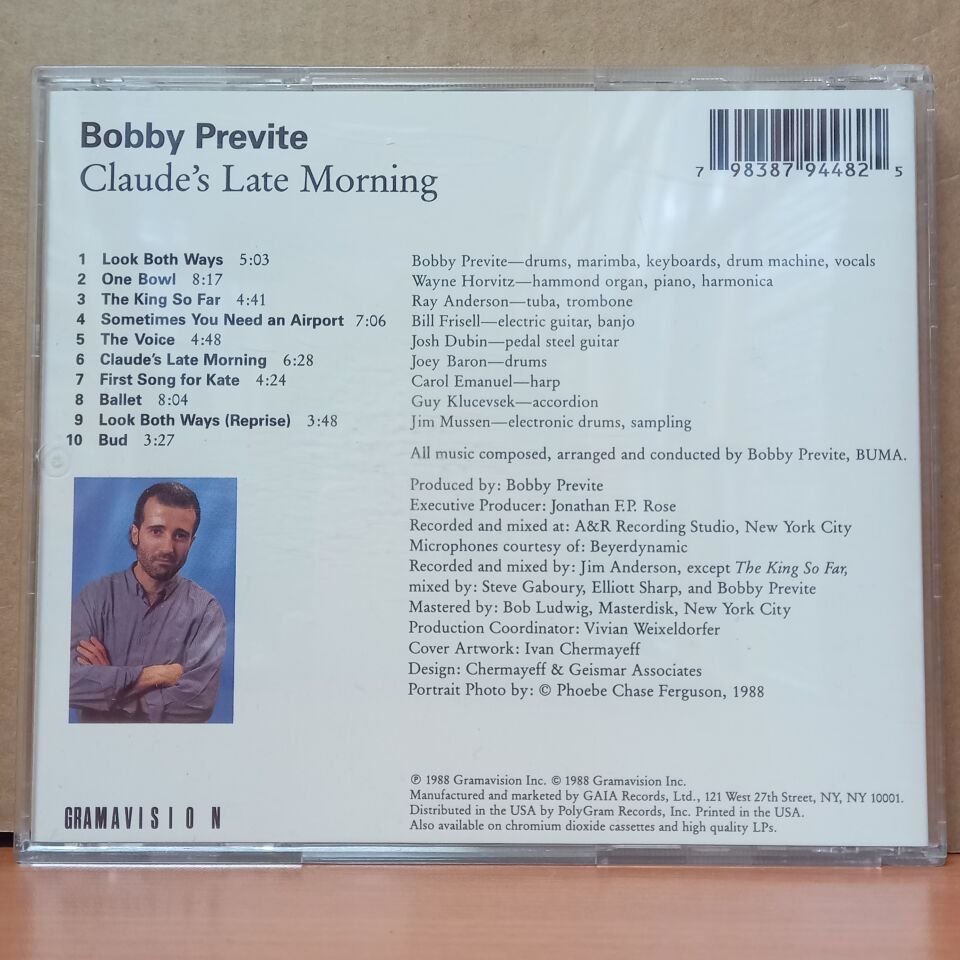 Bobby Previte
Claude's Late Morning
7 98387 94482 5
1 Look Both Ways 5:03
2 One Bowl 8:17
3 The King So Far 4:41
4 Sometimes You Need an Airport 7:06
5 The Voice 4:48
6 Claude's Late Morning 6:28
7 First Song for Kate 4:24
8 Ballet 8:04
9 Look Both Ways (Reprise) 3:48
10 Bud 3:27
Bobby Previte—drums, marimba, keyboards, drum machine, vocals
Wayne Horvitz—hammond organ, piano, harmonica
Ray Anderson—tuba, trombone
Bill Frisell—electric guitar, banjo
Josh Dubin—pedal steel guitar
Joey Baron—drums
Carol Emanuel—harp
Guy Klucevsek—accordion
Jim Mussen—electronic drums, sampling
All music composed, arranged and conducted by Bobby Previte, BUMA.
Produced by: Bobby Previte
Executive Producer: Jonathan F.P. Rose
Recorded and mixed at: A&R Recording Studio, New York City
Microphones courtesy of: Beyerdynamic
Recorded and mixed by: Jim Anderson, except The King So Far,
mixed by: Steve Gaboury, Elliott Sharp, and Bobby Previte
Mastered by: Bob Ludwig, Masterdisk, New York City
Production Coordinator: Vivian Weixeldorfer
Cover Artwork: Ivan Chermayeff
Design: Chermayeff & Geismar Associates
Portrait Photo by: © Phoebe Chase Ferguson, 1988
℗ 1988 Gramavision Inc. © 1988 Gramavision Inc.
Manufactured and marketed by GAIA Records, Ltd., 121 West 27th Street, NY, NY 10001.
Distributed in the USA by PolyGram Records, Inc. Printed in the USA.
Also available on chromium dioxide cassettes and high quality LPs.
GRAMAVISION